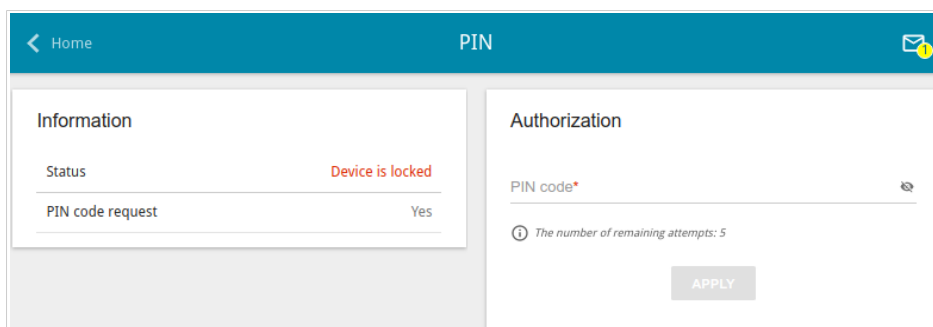 Home
PIN
1
Information
Status Device is locked
PIN code request Yes
Authorization
PIN code*
The number of remaining attempts: 5
APPLY